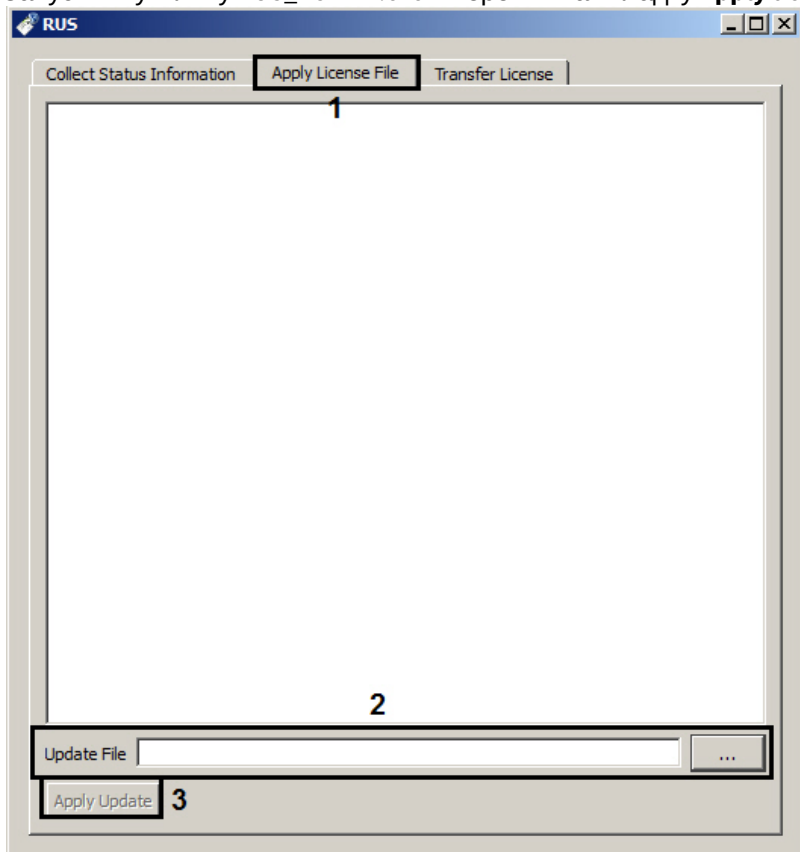 RUS
Collect Status Information
Apply License File
Transfer License
1
2
Update File
...
Apply Update
3